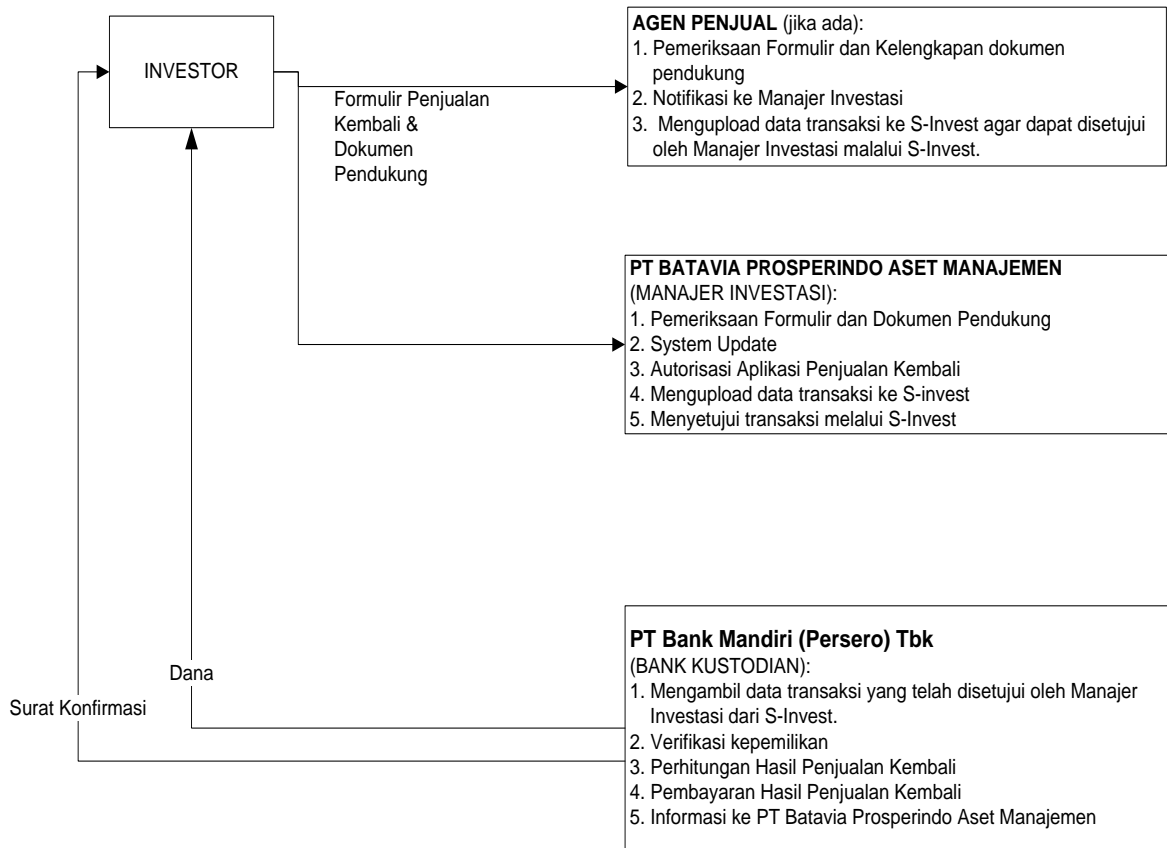 INVESTOR
Formulir Penjualan
Kembali &
Dokumen
Pendukung
AGEN PENJUAL (jika ada):
1. Pemeriksaan Formulir dan Kelengkapan dokumen
pendukung
2. Notifikasi ke Manajer Investasi
3. Mengupload data transaksi ke S-Invest agar dapat disetujui
oleh Manajer Investasi malalui S-Invest.
PT BATAVIA PROSPERINDO ASET MANAJEMEN
(MANAJER INVESTASI):
1. Pemeriksaan Formulir dan Dokumen Pendukung
2. System Update
3. Autorisasi Aplikasi Penjualan Kembali
4. Mengupload data transaksi ke S-invest
5. Menyetujui transaksi melalui S-Invest
Dana
Surat Konfirmasi
PT Bank Mandiri (Persero) Tbk
(BANK KUSTODIAN):
1. Mengambil data transaksi yang telah disetujui oleh Manajer
Investasi dari S-Invest.
2. Verifikasi kepemilikan
3. Perhitungan Hasil Penjualan Kembali
4. Pembayaran Hasil Penjualan Kembali
5. Informasi ke PT Batavia Prosperindo Aset Manajemen